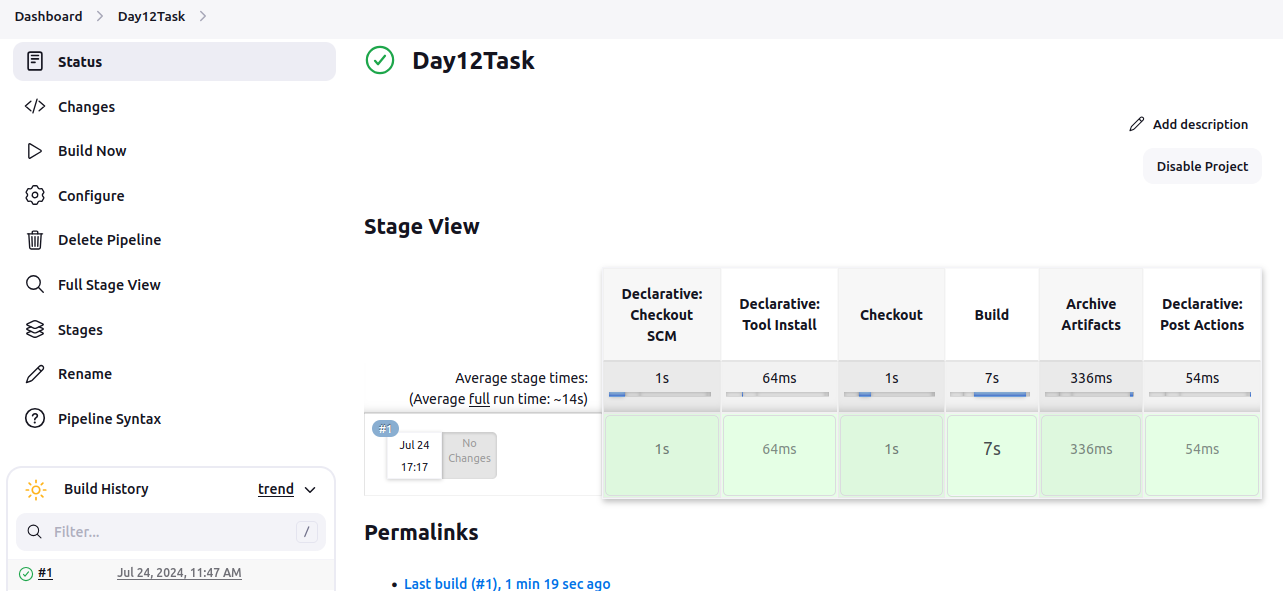 Dashboard > Day12Task >
Status
Changes
Build Now
Configure
Delete Pipeline
Full Stage View
Stages
Rename
Pipeline Syntax
Build History trend
Filter... /
#1 Jul 24, 2024, 11:47 AM
Day12Task
Add description
Disable Project
Stage View
Declarative:
Checkout
SCM
Declarative:
Tool Install
Checkout
Build
Archive
Artifacts
Declarative:
Post Actions
Average stage times:
(Average full run time: ~14s)
1s 64ms 1s 7s 336ms 54ms
#1
Jul 24
17:17
No
Changes
1s 64ms 1s 7s 336ms 54ms
Permalinks
• Last build (#1), 1 min 19 sec ago